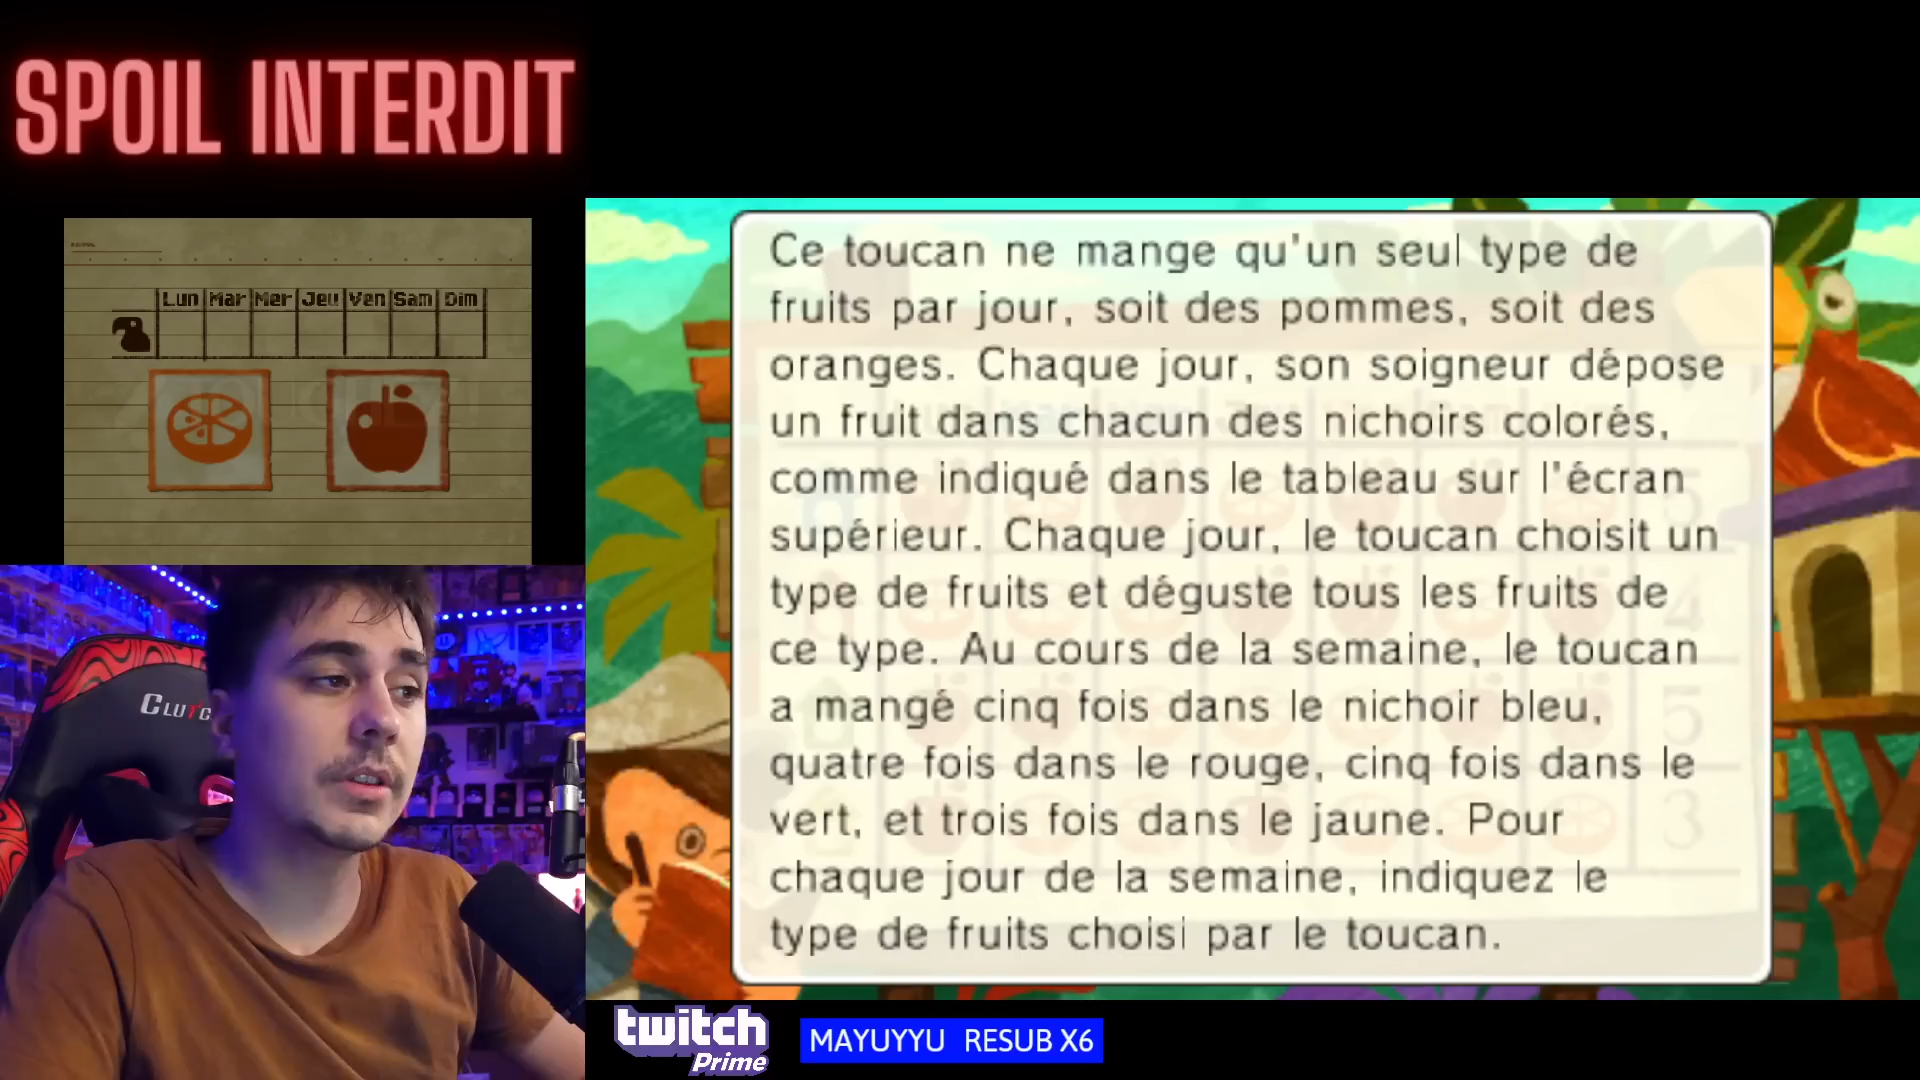 SPOIL INTERDIT
Lun Mar Mer Jeu Ven Sam Dim
CLUTC
Ce toucan ne mange qu'un seul type de
fruits par jour, soit des pommes, soit des
oranges. Chaque jour, son soigneur dépose
un fruit dans chacun des nichoirs colorés,
comme indiqué dans le tableau sur l'écran
supérieur. Chaque jour, le toucan choisit un
type de fruits et déguste tous les fruits de
ce type. Au cours de la semaine, le toucan
a mangé cinq fois dans le nichoir bleu,
quatre fois dans le rouge, cinq fois dans le
vert, et trois fois dans le jaune. Pour
chaque jour de la semaine, indiquez le
type de fruits choisi par le toucan.
5
4
5
3
twitch
Prime
MAYUYYU RESUB X6